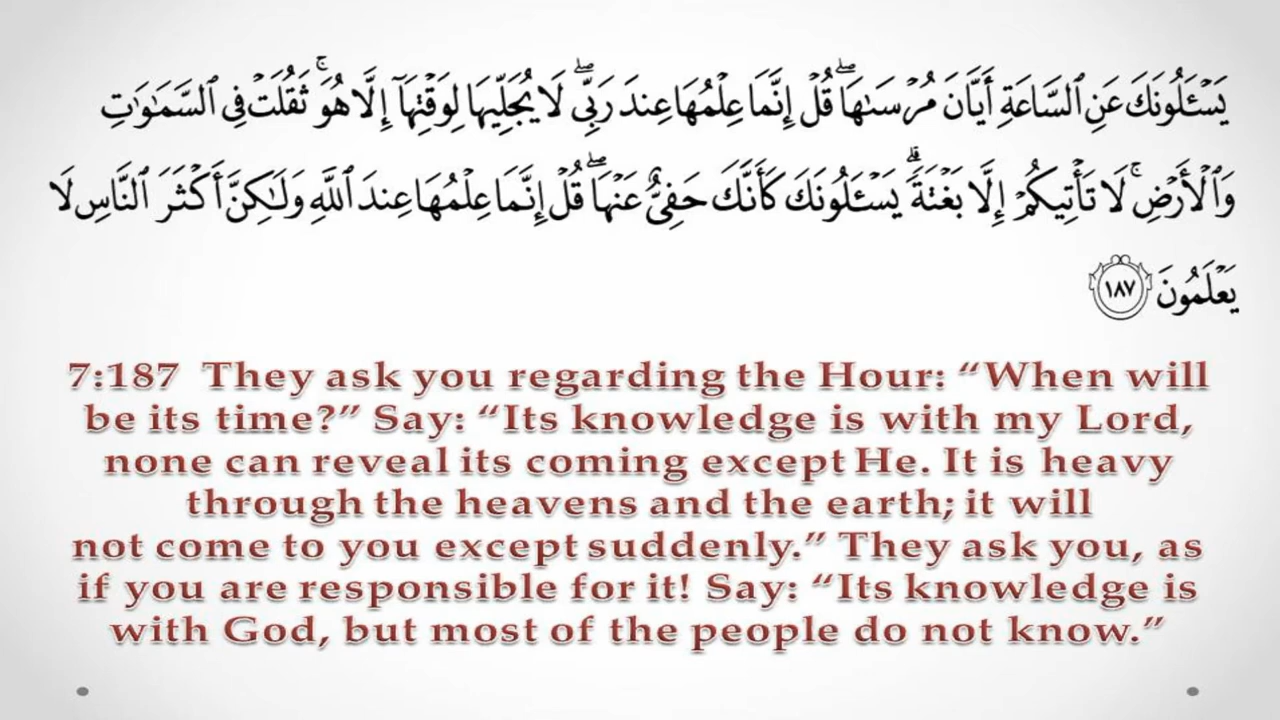 يَسْـَٔلُونَكَ عَنِ ٱلسَّاعَةِ أَيَّانَ مُرْسَىٰهَا ۖ قُلْ إِنَّمَا عِلْمُهَا عِندَ رَبِّى ۖ لَا يُجَلِّيهَا لِوَقْتِهَآ إِلَّا هُوَ ۚ ثَقُلَتْ فِى ٱلسَّمَـٰوَٰتِ
وَٱلْأَرْضِ ۚ لَا تَأْتِيكُمْ إِلَّا بَغْتَةً ۗ يَسْـَٔلُونَكَ كَأَنَّكَ حَفِىٌّ عَنْهَا ۖ قُلْ إِنَّمَا عِلْمُهَا عِندَ ٱللَّهِ وَلَـٰكِنَّ أَكْثَرَ ٱلنَّاسِ لَا
يَعْلَمُونَ ١٨٧
7:187 They ask you regarding the Hour: “When will
be its time?” Say: “Its knowledge is with my Lord,
none can reveal its coming except He. It is heavy
through the heavens and the earth; it will
not come to you except suddenly.” They ask you, as
if you are responsible for it! Say: “Its knowledge is
with God, but most of the people do not know.”